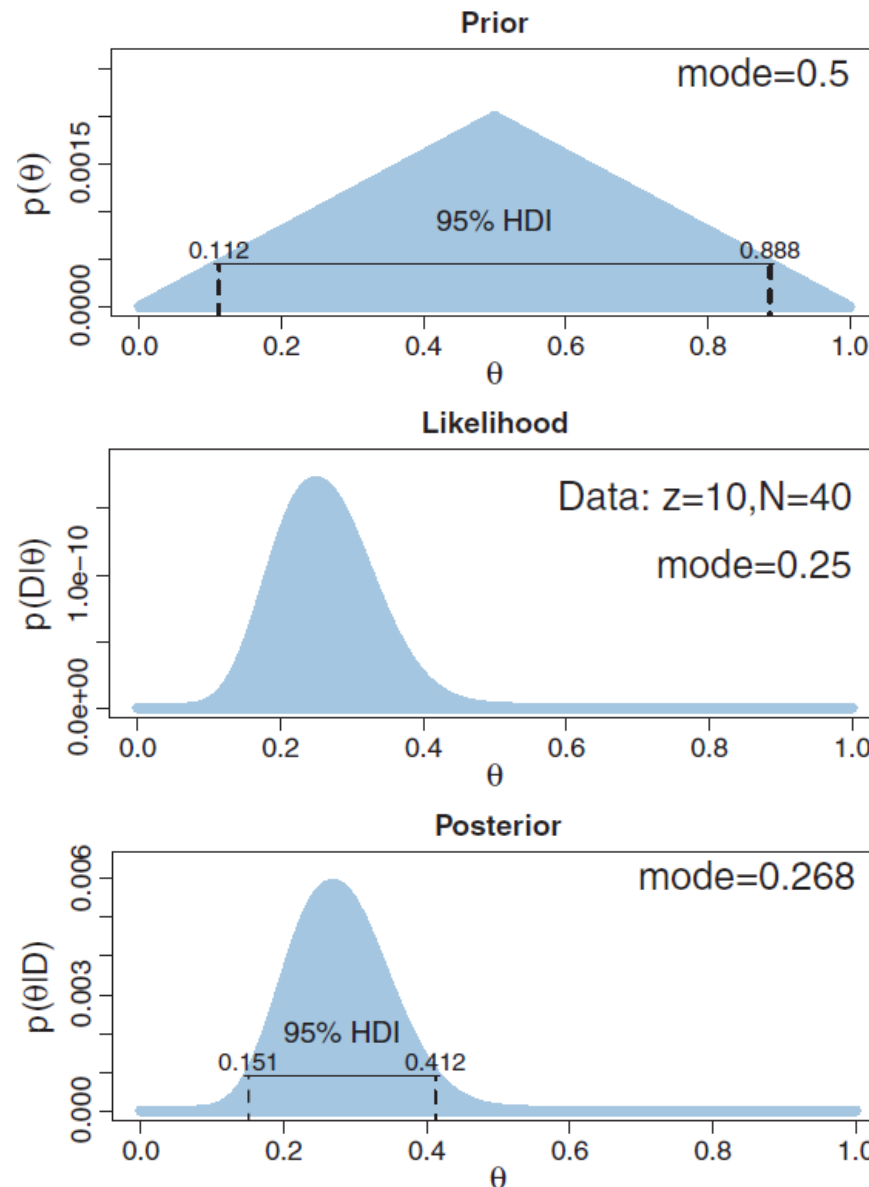 Prior
mode=0.5
p(θ)
0.0015
0.0000
95% HDI
0.112
0.888
0.0 0.2 0.4 0.6 0.8 1.0
θ
Likelihood
Data: z=10,N=40
mode=0.25
p(D|θ)
1.0e−10
0.0e+00
0.0 0.2 0.4 0.6 0.8 1.0
θ
Posterior
mode=0.268
p(θ|D)
0.006
0.003
0.000
95% HDI
0.151
0.412
0.0 0.2 0.4 0.6 0.8 1.0
θ